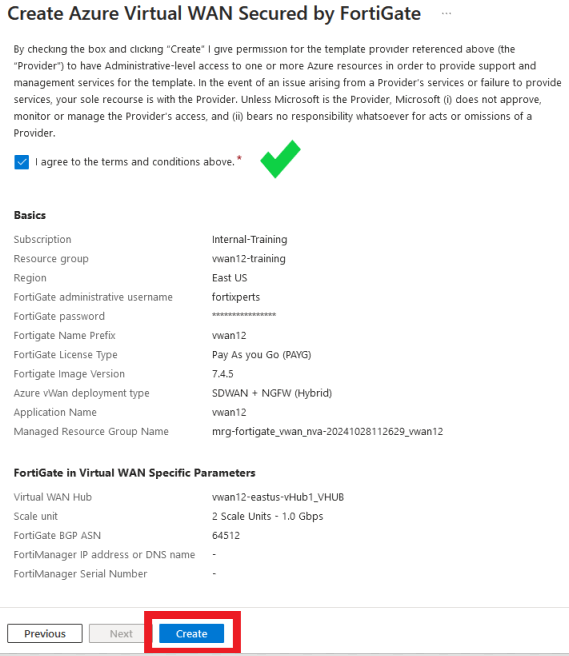 Create Azure Virtual WAN Secured by FortiGate ...
By checking the box and clicking "Create" I give permission for the template provider referenced above (the
"Provider") to have Administrative-level access to one or more Azure resources in order to provide support and
management services for the template. In the event of an issue arising from a Provider's services or failure to provide
services, your sole recourse is with the Provider. Unless Microsoft is the Provider, Microsoft (i) does not approve,
monitor or manage the Provider's access, and (ii) bears no responsibility whatsoever for acts or omissions of a
Provider.
I agree to the terms and conditions above. *
Basics
Subscription Internal-Training
Resource group vwan12-training
Region East US
FortiGate administrative username fortixperts
FortiGate password ****************
Fortigate Name Prefix vwan12
FortiGate License Type Pay As you Go (PAYG)
Fortigate Image Version 7.4.5
Azure vWan deployment type SDWAN + NGFW (Hybrid)
Application Name vwan12
Managed Resource Group Name mrg-fortigate_vwan_nva-20241028112629_vwan12
FortiGate in Virtual WAN Specific Parameters
Virtual WAN Hub vwan12-eastus-vHub1_VHUB
Scale unit 2 Scale Units - 1.0 Gbps
FortiGate BGP ASN 64512
FortiManager IP address or DNS name -
FortiManager Serial Number -
Previous Next Create